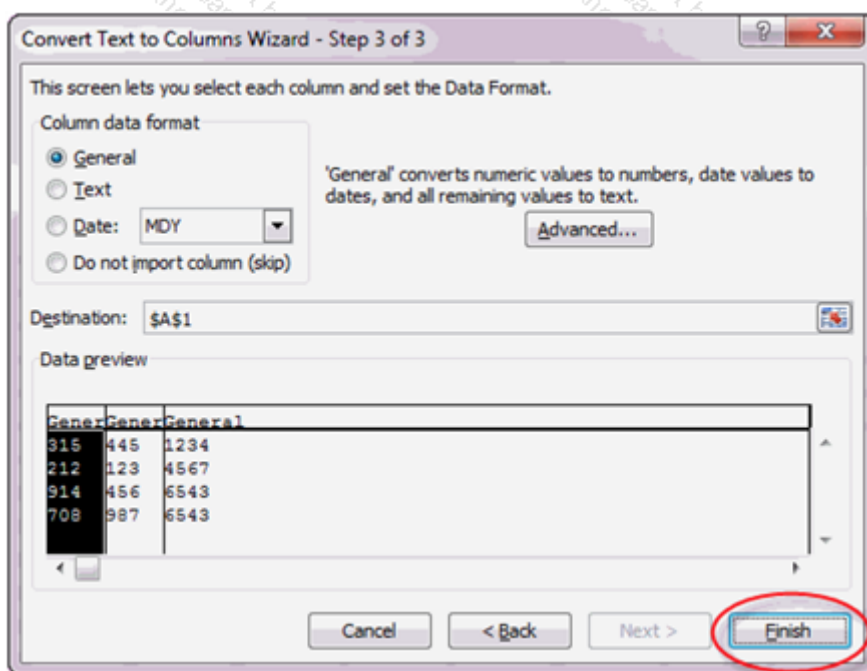 Convert Text to Columns Wizard - Step 3 of 3
?
x
This screen lets you select each column and set the Data Format.
Column data format
General
Text
Date: MDY
Do not import column (skip)
'General' converts numeric values to numbers, date values to
dates, and all remaining values to text.
Advanced...
Destination: $A$1
Data preview
Gener Gener General
315 445 1234
212 123 4567
914 456 6543
708 987 6543
Cancel
< Back
Next >
Finish